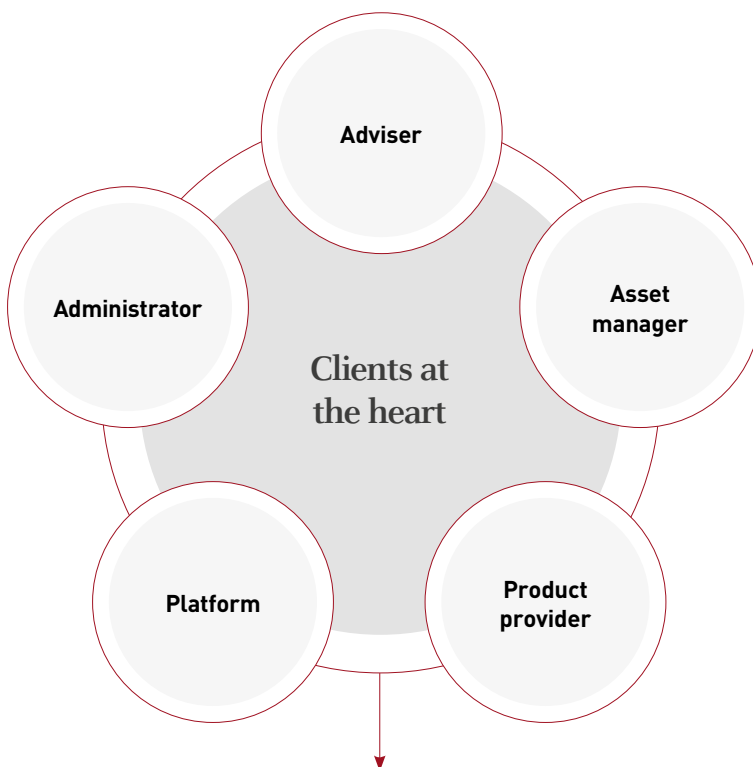 Adviser
Administrator
Asset
manager
Clients at
the heart
Platform
Product
provider